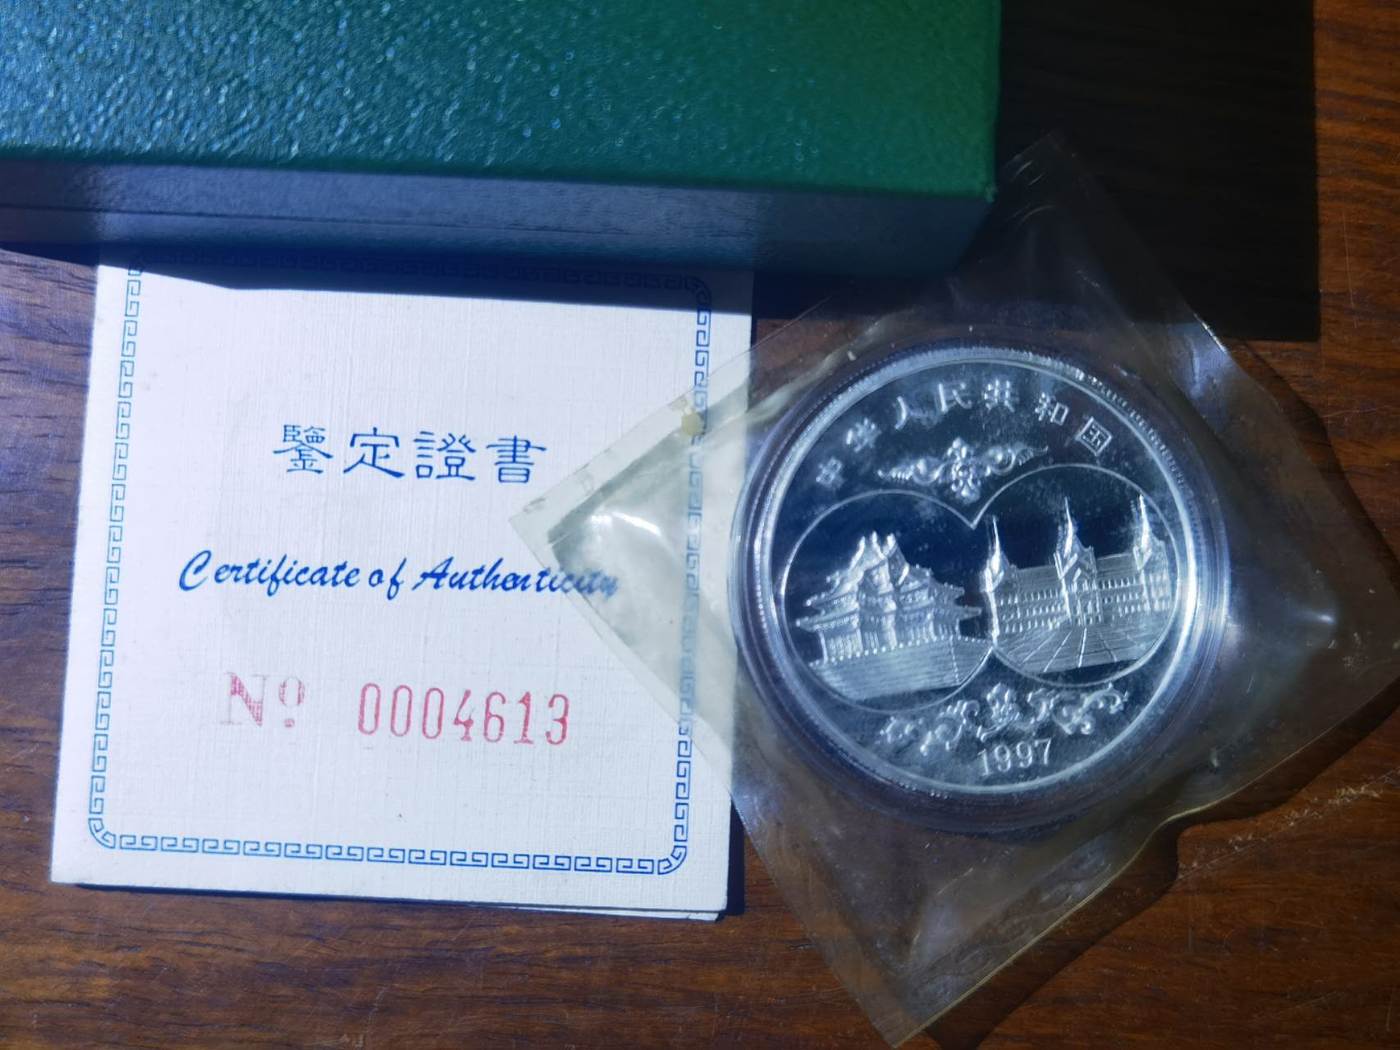 鑒定證書
Certificate of Authenticity
Nº 0004613
中华人民共和国
1997